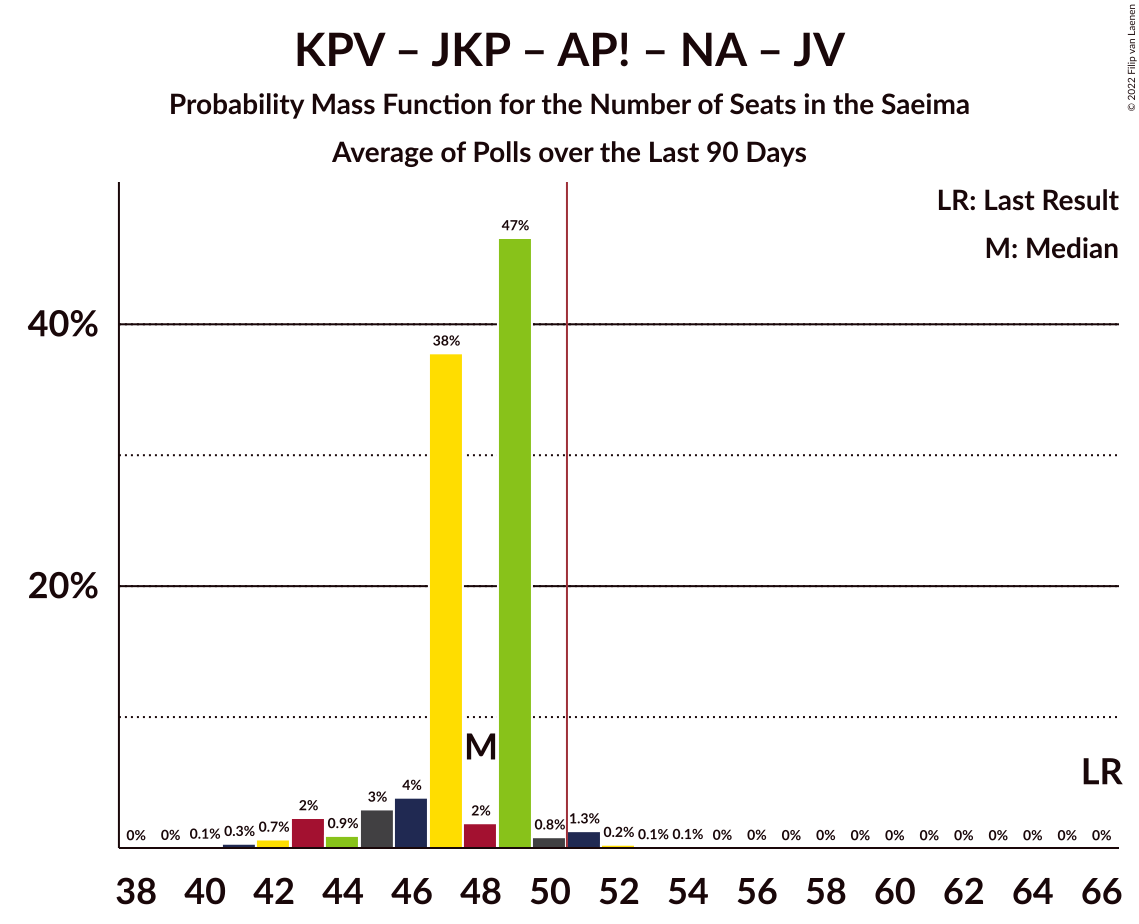 © 2022 Filip van Laenen
KPV – JKP – AP! – NA – JV
Probability Mass Function for the Number of Seats in the Saeima
Average of Polls over the Last 90 Days
LR: Last Result
M: Median
47%
40%
38%
20%
M
LR
0% 0% 0.1% 0.3% 0.7% 2% 0.9% 3% 4% 2% 0.8% 1.3% 0.2% 0.1% 0.1% 0% 0% 0% 0% 0% 0% 0% 0% 0% 0% 0% 0%
38 40 42 44 46 48 50 52 54 56 58 60 62 64 66